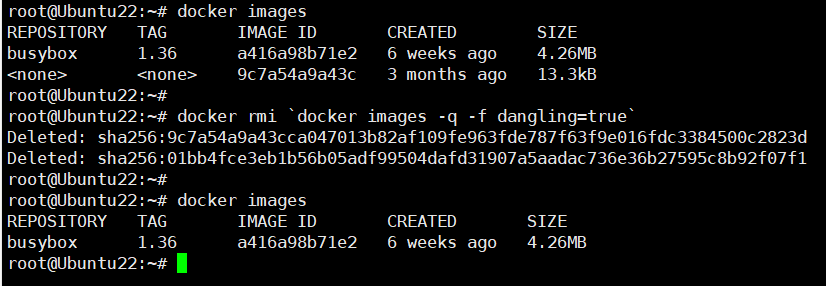 root@Ubuntu22:~# docker images
REPOSITORY TAG IMAGE ID CREATED SIZE
busybox 1.36 a416a98b71e2 6 weeks ago 4.26MB
<none> <none> 9c7a54a9a43c 3 months ago 13.3kB
root@Ubuntu22:~#
root@Ubuntu22:~# docker rmi `docker images -q -f dangling=true`
Deleted: sha256:9c7a54a9a43cca047013b82af109fe963fde787f63f9e016fdc3384500c2823d
Deleted: sha256:01bb4fce3eb1b56b05adf99504dafd31907a5aadac736e36b27595c8b92f07f1
root@Ubuntu22:~#
root@Ubuntu22:~# docker images
REPOSITORY TAG IMAGE ID CREATED SIZE
busybox 1.36 a416a98b71e2 6 weeks ago 4.26MB
root@Ubuntu22:~#